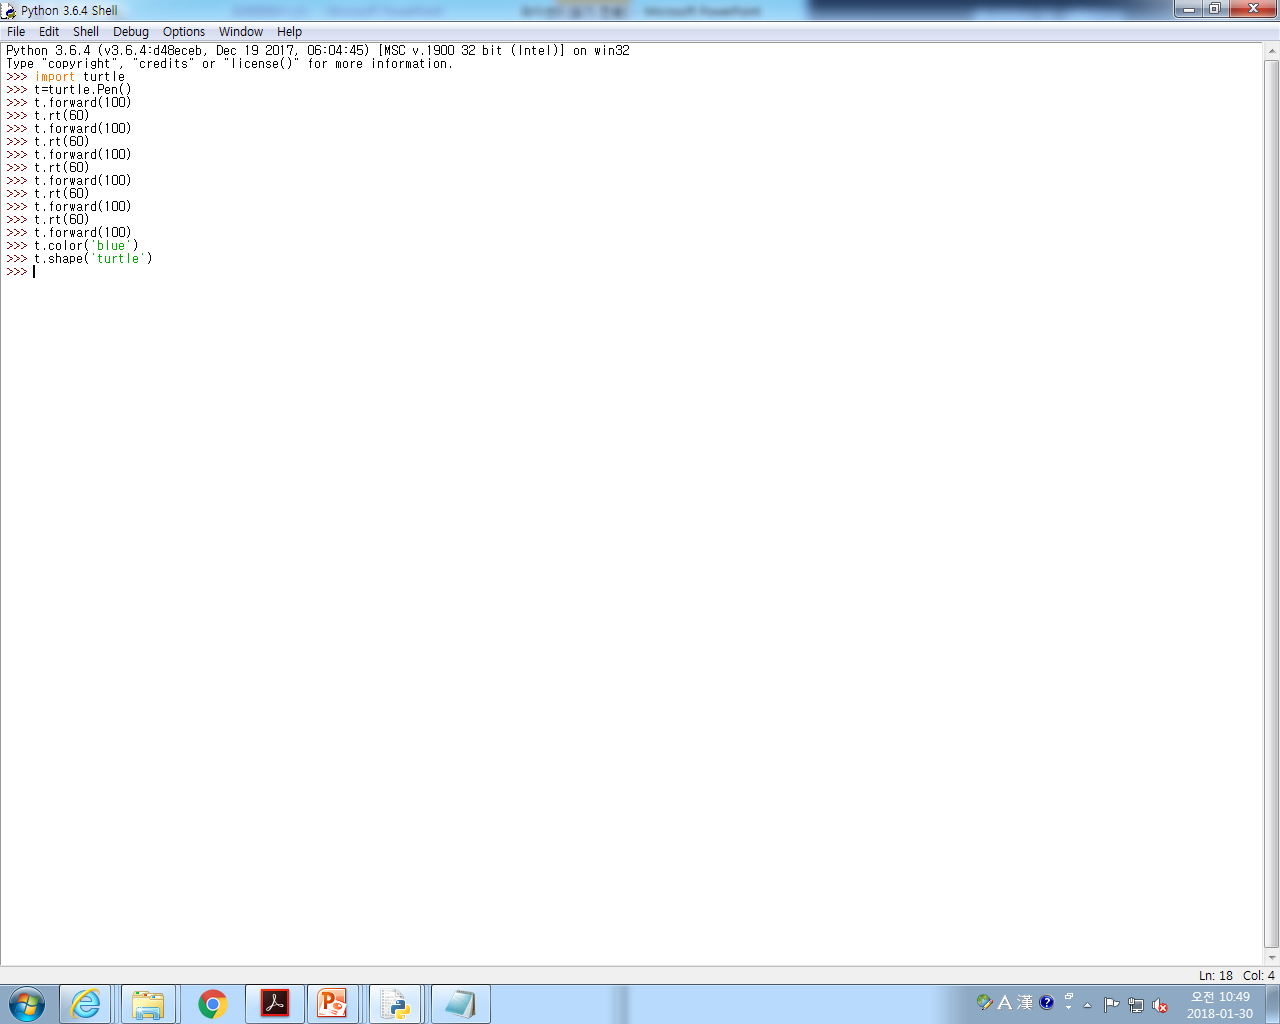 Python 3.6.4 Shell
File Edit Shell Debug Options Window Help
Python 3.6.4 (v3.6.4:d48eceb, Dec 19 2017, 06:04:45) [MSC v.1900 32 bit (Intel)] on win32
Type "copyright", "credits" or "license()" for more information.
>>> import turtle
>>> t=turtle.Pen()
>>> t.forward(100)
>>> t.rt(60)
>>> t.forward(100)
>>> t.rt(60)
>>> t.forward(100)
>>> t.rt(60)
>>> t.forward(100)
>>> t.rt(60)
>>> t.forward(100)
>>> t.rt(60)
>>> t.forward(100)
>>> t.color('blue')
>>> t.shape('turtle')
>>>
Ln: 18 Col: 4
A 漢
오전 10:49
2018-01-30